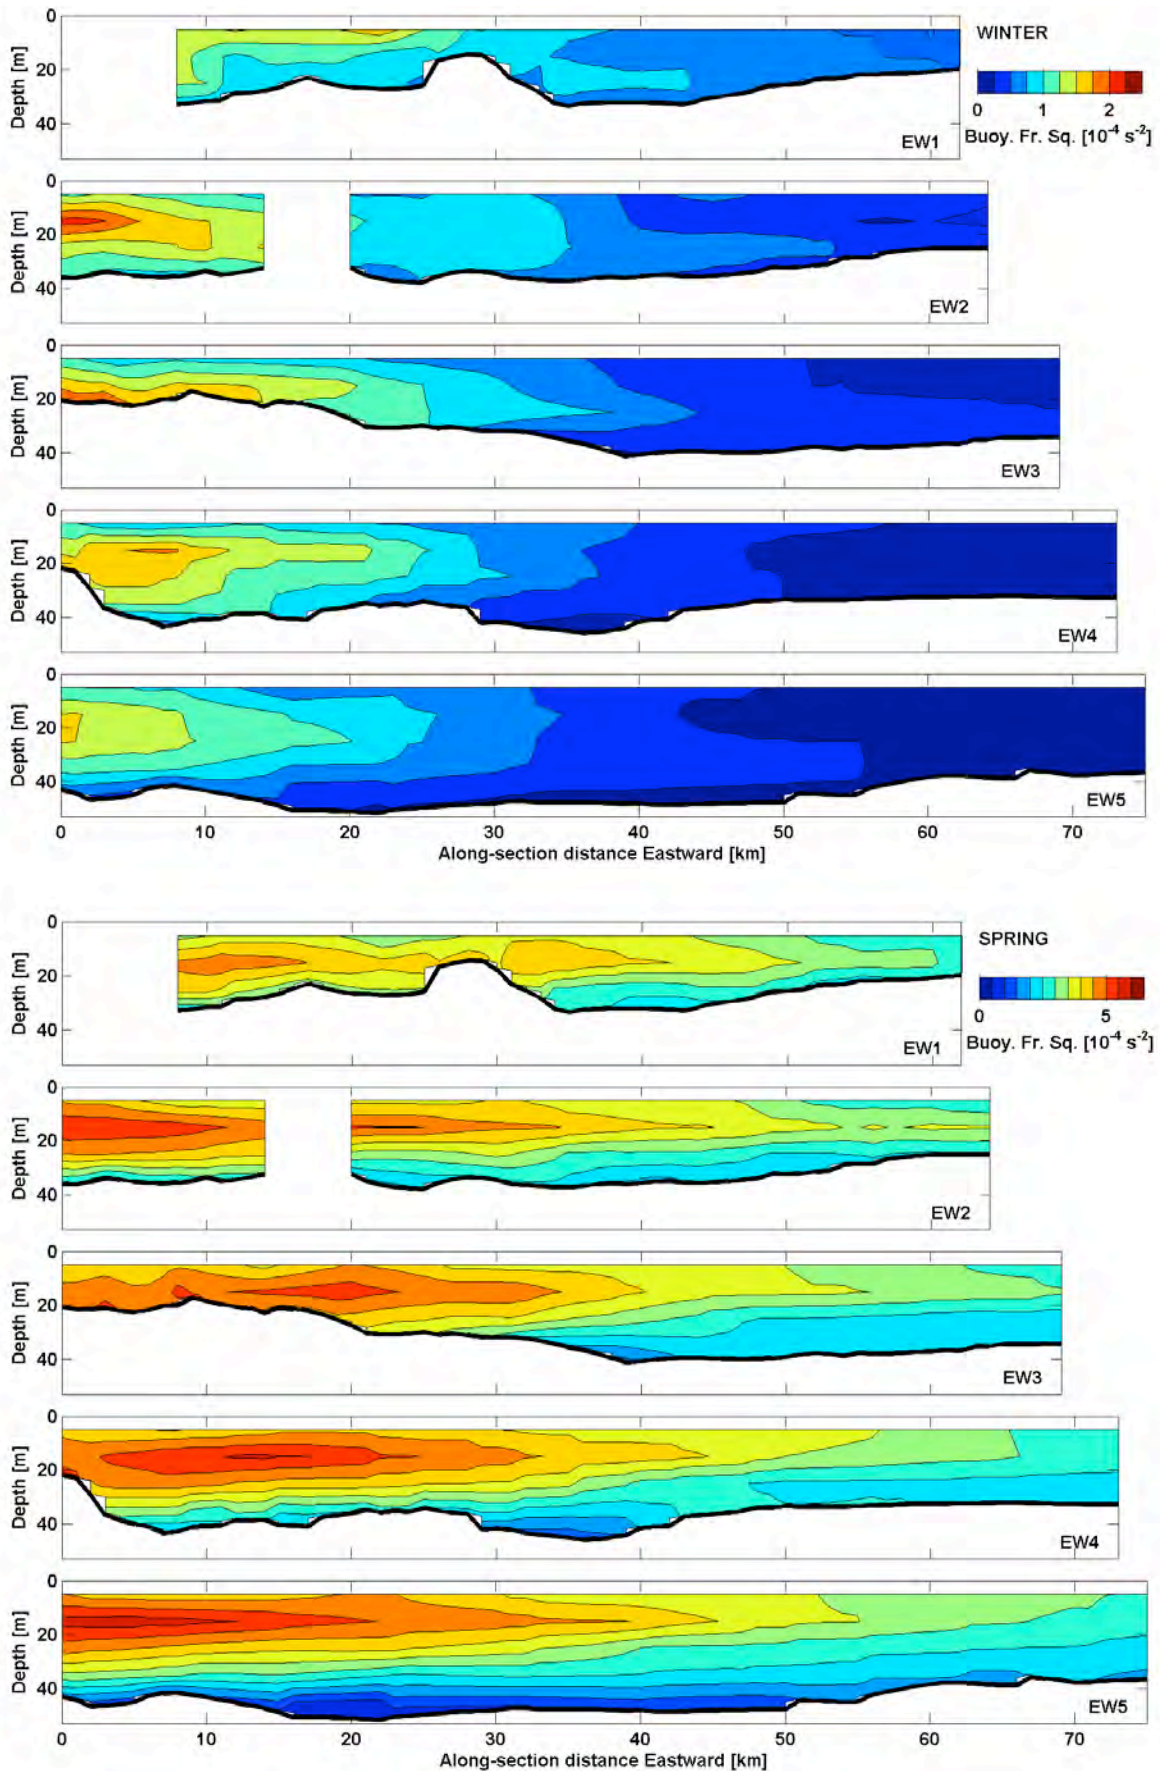 WINTER
0 1 2
Buoy. Fr. Sq. [10⁻⁴ s⁻²]
Depth [m]
0
20
40
EW1
Depth [m]
0
20
40
EW2
Depth [m]
0
20
40
EW3
Depth [m]
0
20
40
EW4
Depth [m]
0
20
40
EW5
0 10 20 30 40 50 60 70
Along-section distance Eastward [km]
SPRING
0 5
Buoy. Fr. Sq. [10⁻⁴ s⁻²]
Depth [m]
0
20
40
EW1
Depth [m]
0
20
40
EW2
Depth [m]
0
20
40
EW3
Depth [m]
0
20
40
EW4
Depth [m]
0
20
40
EW5
0 10 20 30 40 50 60 70
Along-section distance Eastward [km]